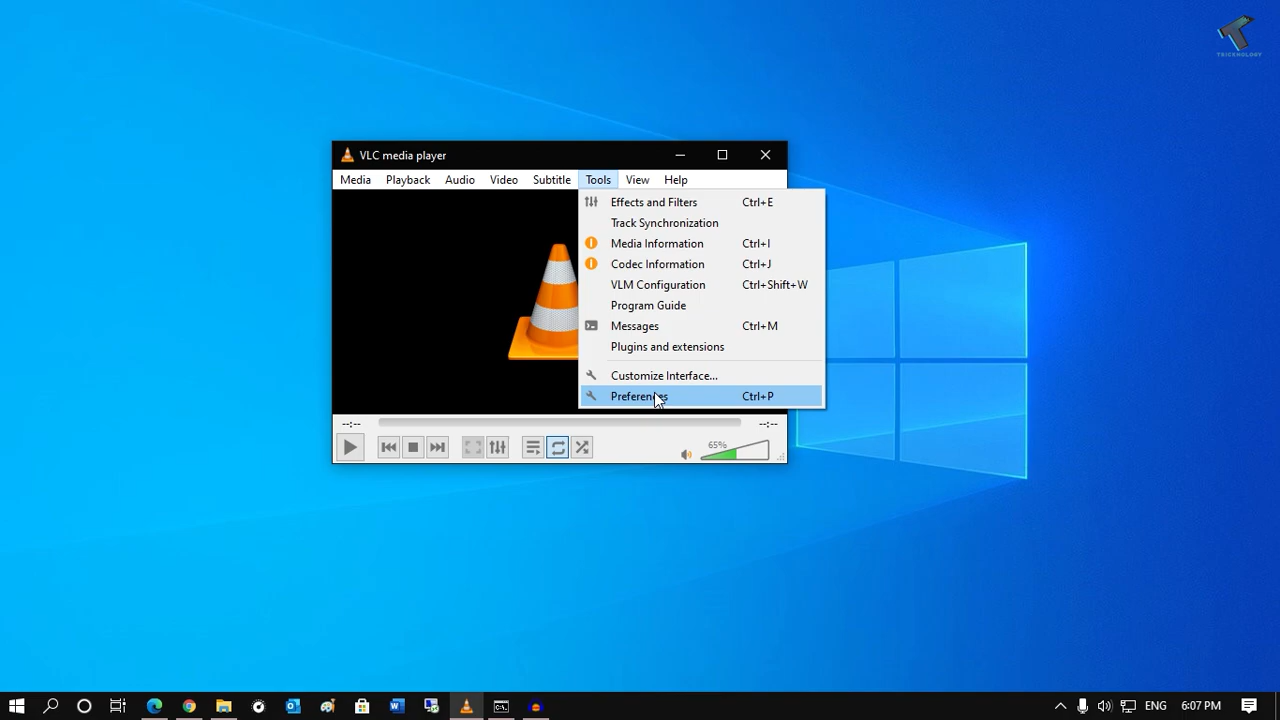 TRICKNOLOGY
VLC media player
Media Playback Audio Video Subtitle Tools View Help
Effects and Filters Ctrl+E
Track Synchronization
Media Information Ctrl+I
Codec Information Ctrl+J
VLM Configuration Ctrl+Shift+W
Program Guide
Messages Ctrl+M
Plugins and extensions
Customize Interface...
Preferences Ctrl+P
--:-- --:--
65%
ENG 6:07 PM